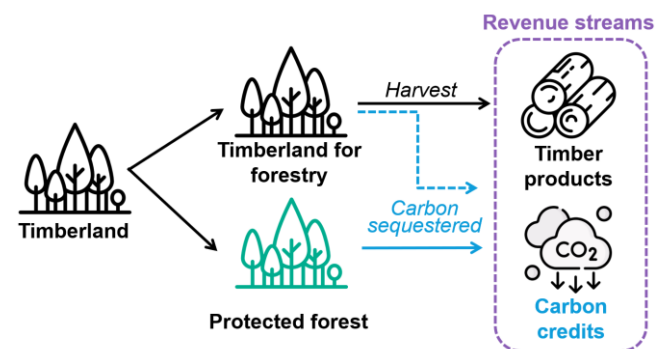 Revenue streams
Harvest
Timberland for
forestry
Timber
products
Timberland
Carbon
sequestered
CO2
Protected forest
Carbon
credits